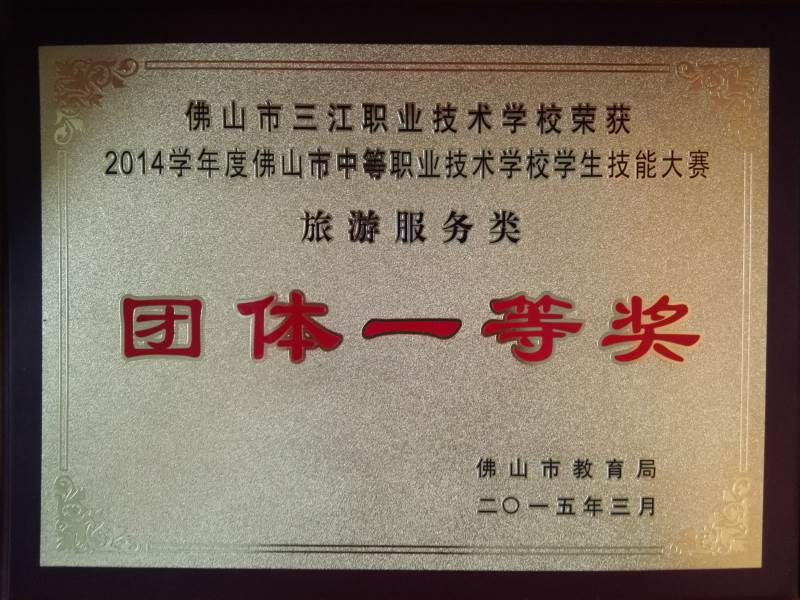 佛山市三江职业技术学校荣获
2014学年度佛山市中等职业技术学校学生技能大赛
旅游服务类
团体一等奖
佛山市教育局
二〇一五年三月